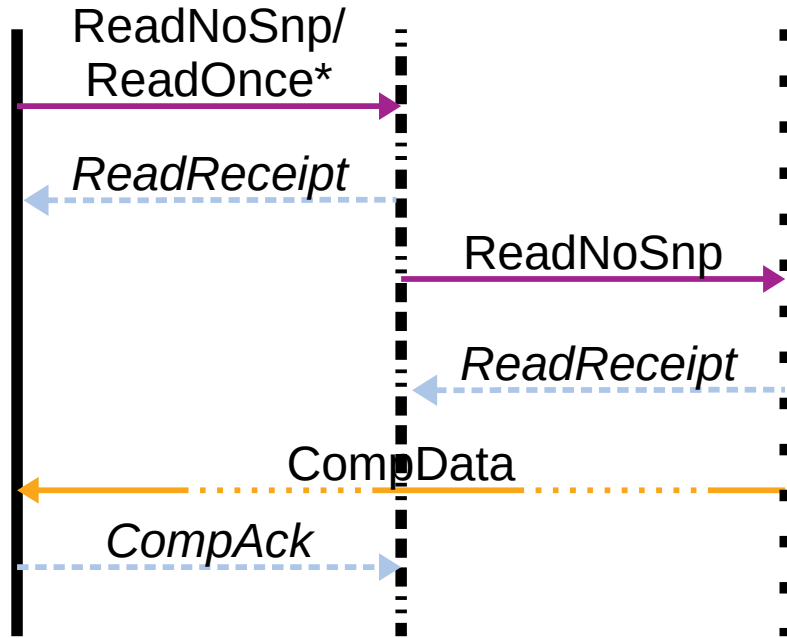 ReadNoSnp/
ReadOnce*
ReadReceipt
ReadNoSnp
ReadReceipt
CompData
CompAck